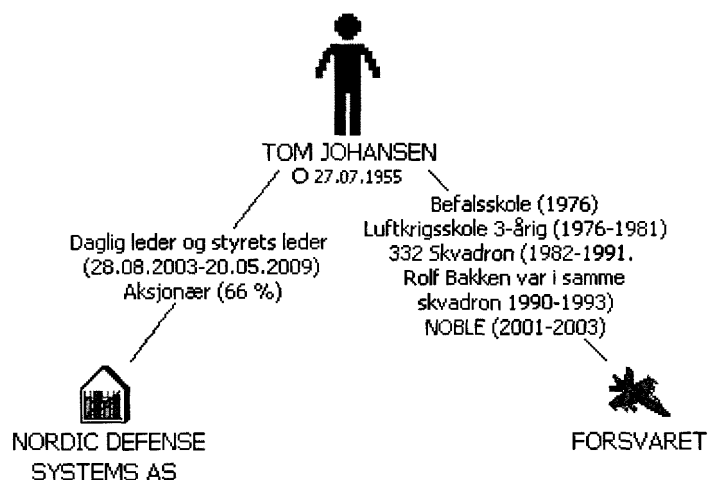 TOM JOHANSEN
27.07.1955
Daglig leder og styrets leder
(28.08.2003-20.05.2009)
Aksjonær (66 %)
Befalsskole (1976)
Luftkrigsskole 3-årig (1976-1981)
332 Skvadron (1982-1991.
Rolf Bakken var i samme
skvadron 1990-1993)
NOBLE (2001-2003)
NORDIC DEFENSE
SYSTEMS AS
FORSVARET